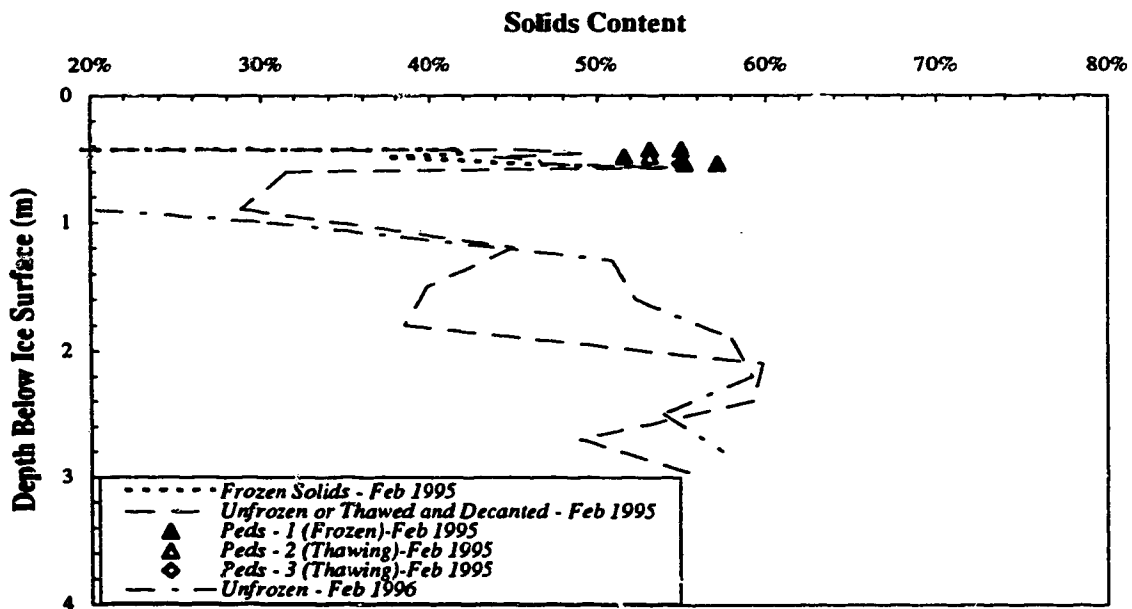 Solids Content
20% 30% 40% 50% 60% 70% 80%
0
1
2
3
4
Depth Below Ice Surface (m)
Frozen Solids - Feb 1995
Unfrozen or Thawed and Decanted - Feb 1995
Peds - 1 (Frozen)-Feb 1995
Peds - 2 (Thawing)-Feb 1995
Peds - 3 (Thawing)-Feb 1995
Unfrozen - Feb 1996